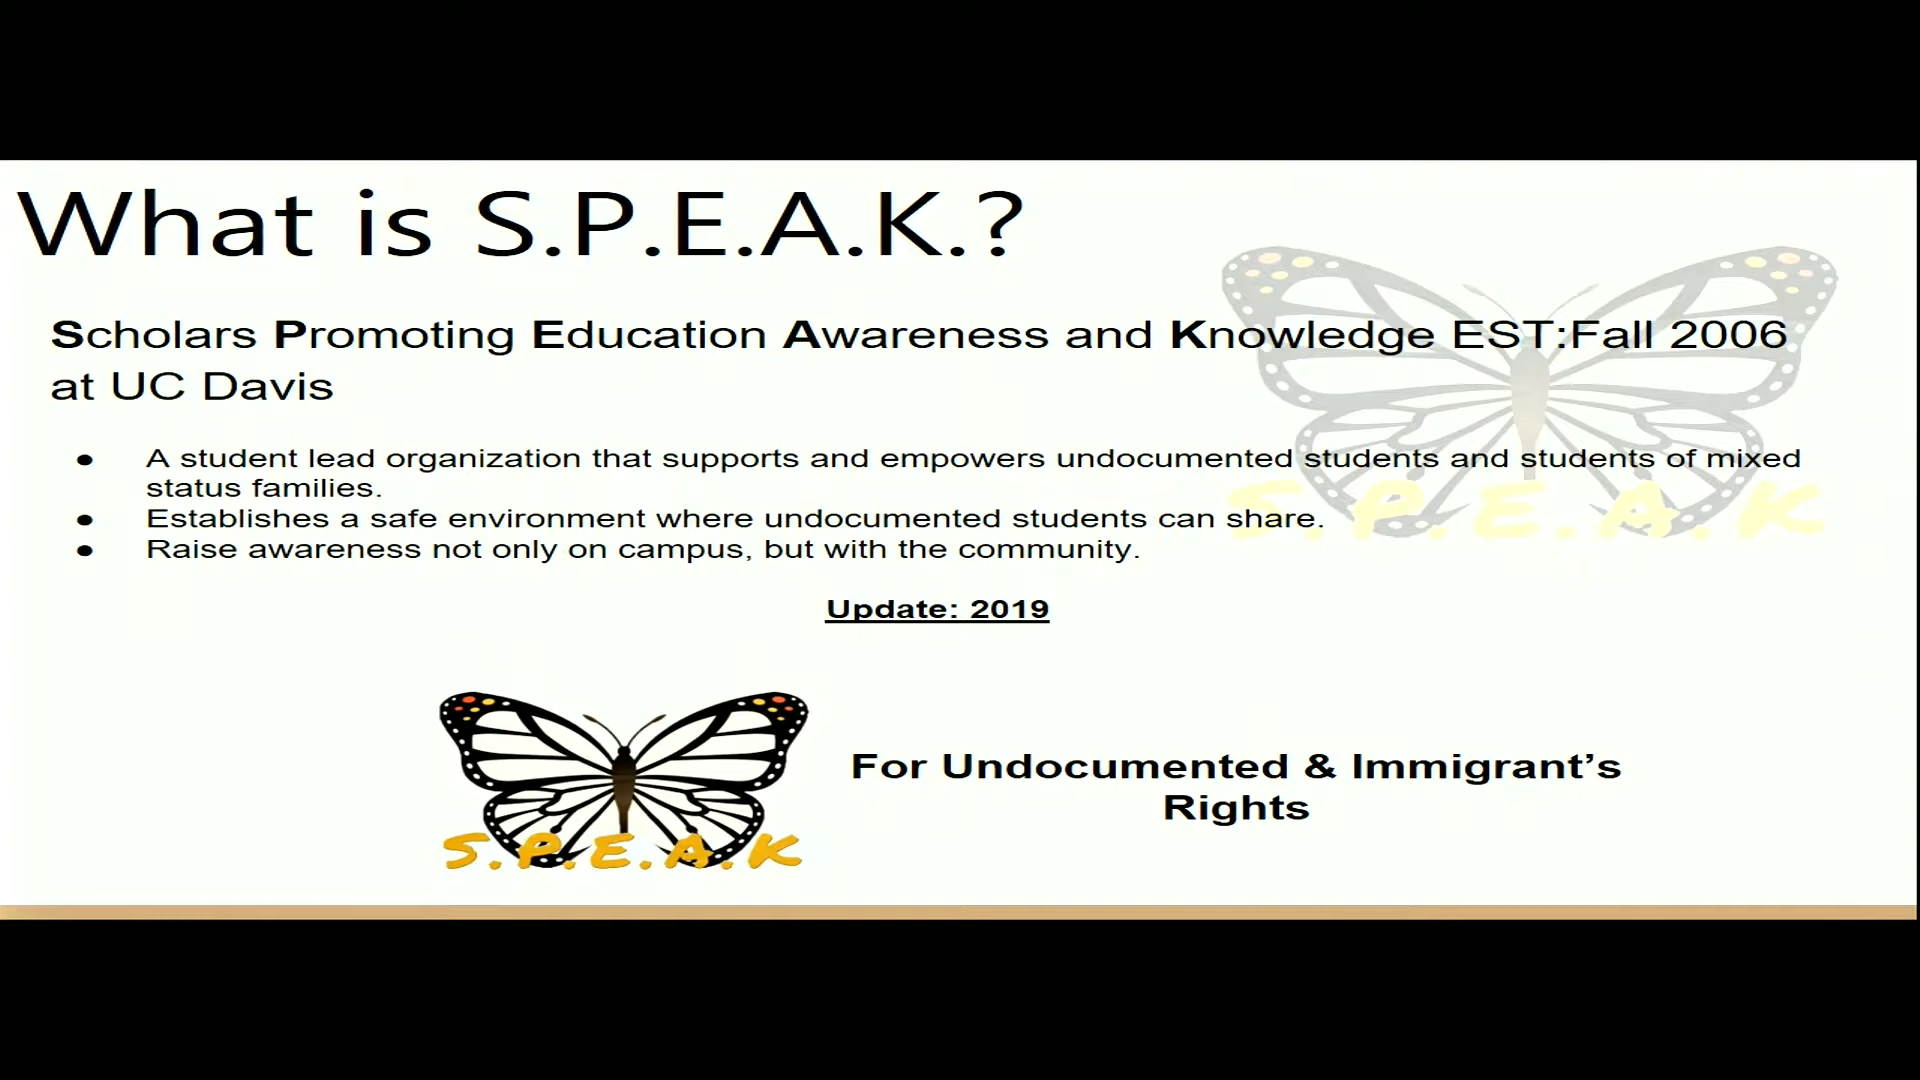 What is S.P.E.A.K.?
Scholars Promoting Education Awareness and Knowledge EST:Fall 2006
at UC Davis
● A student lead organization that supports and empowers undocumented students and students of mixed
status families.
● Establishes a safe environment where undocumented students can share.
● Raise awareness not only on campus, but with the community.
S.P.E.A.K
Update: 2019
For Undocumented & Immigrant’s
Rights
S.P.E.A.K